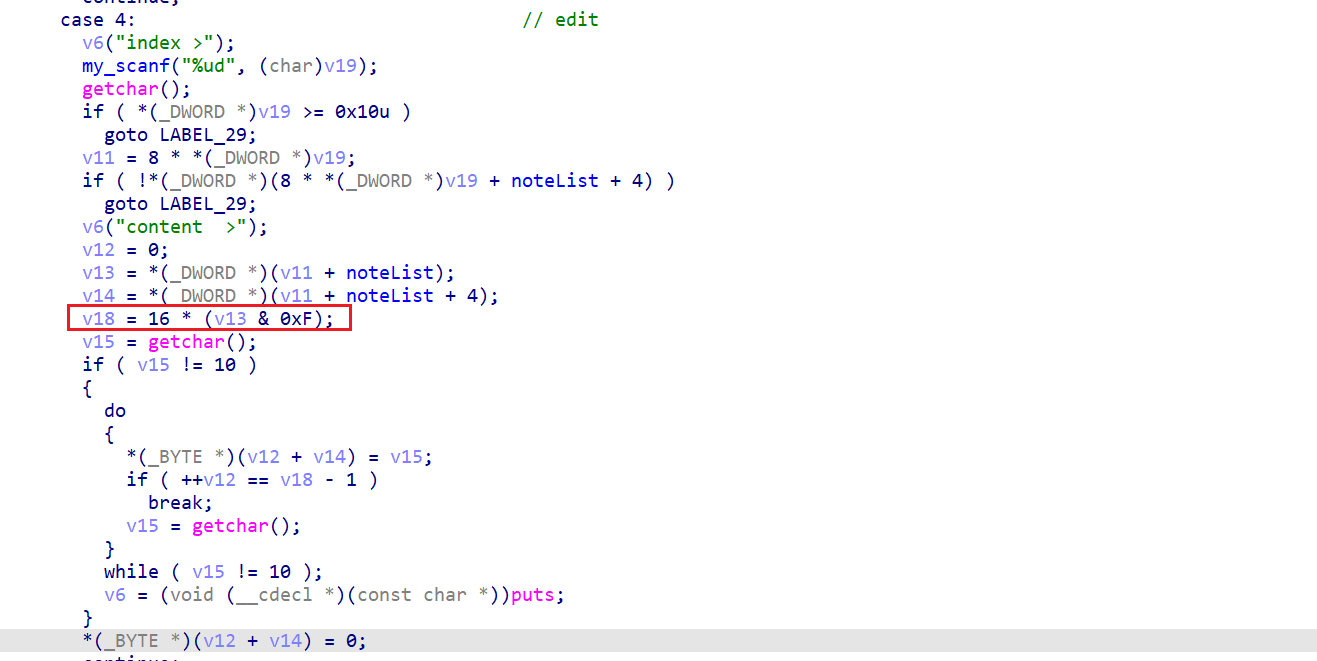 case 4:                                   // edit
  v6("index >");
  my_scanf("%ud", (char)v19);
  getchar();
  if ( *(_DWORD *)v19 >= 0x10u )
    goto LABEL_29;
  v11 = 8 * *(_DWORD *)v19;
  if ( !*(_DWORD *)(8 * *(_DWORD *)v19 + noteList + 4) )
    goto LABEL_29;
  v6("content  >");
  v12 = 0;
  v13 = *(_DWORD *)(v11 + noteList);
  v14 = *(_DWORD *)(v11 + noteList + 4);
  v18 = 16 * (v13 & 0xF);
  v15 = getchar();
  if ( v15 != 10 )
  {
    do
    {
      *(_BYTE *)(v12 + v14) = v15;
      if ( ++v12 == v18 - 1 )
        break;
      v15 = getchar();
    }
    while ( v15 != 10 );
    v6 = (void (__cdecl *)(const char *))puts;
  }
  *(_BYTE *)(v12 + v14) = 0;